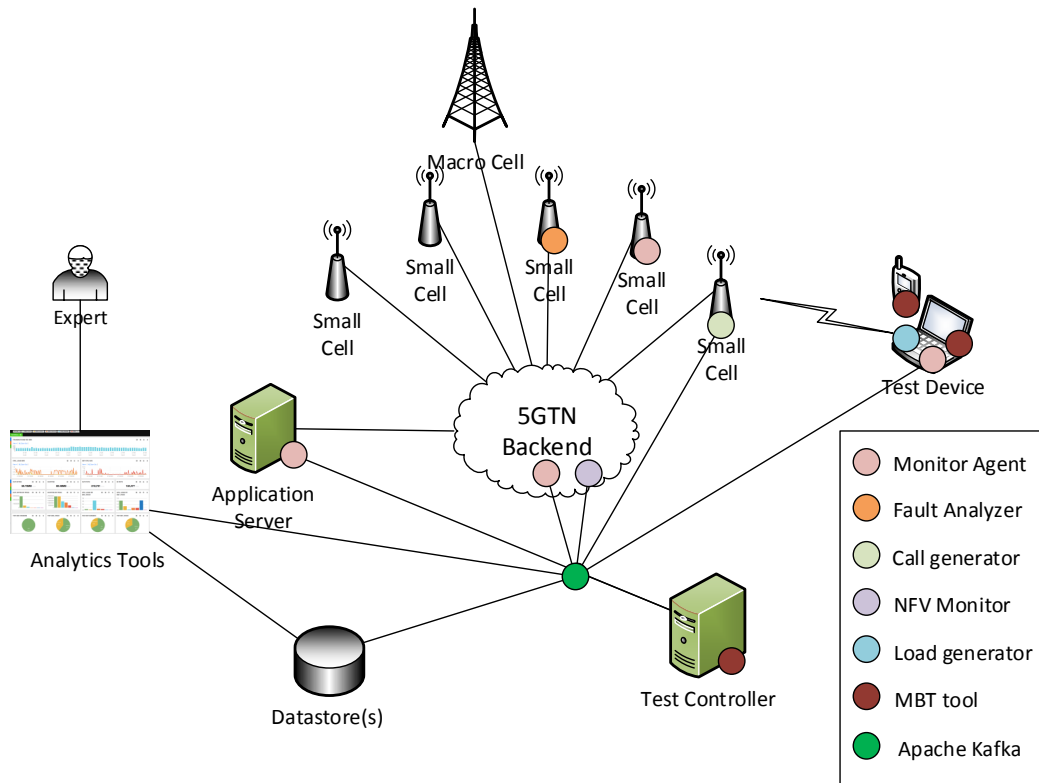 Macro Cell
Small
Cell
Small
Cell
Small
Cell
Small
Cell
Small
Cell
Expert
Test Device
5GTN
Backend
Application
Server
Analytics Tools
Datastore(s)
Test Controller
Monitor Agent
Fault Analyzer
Call generator
NFV Monitor
Load generator
MBT tool
Apache Kafka